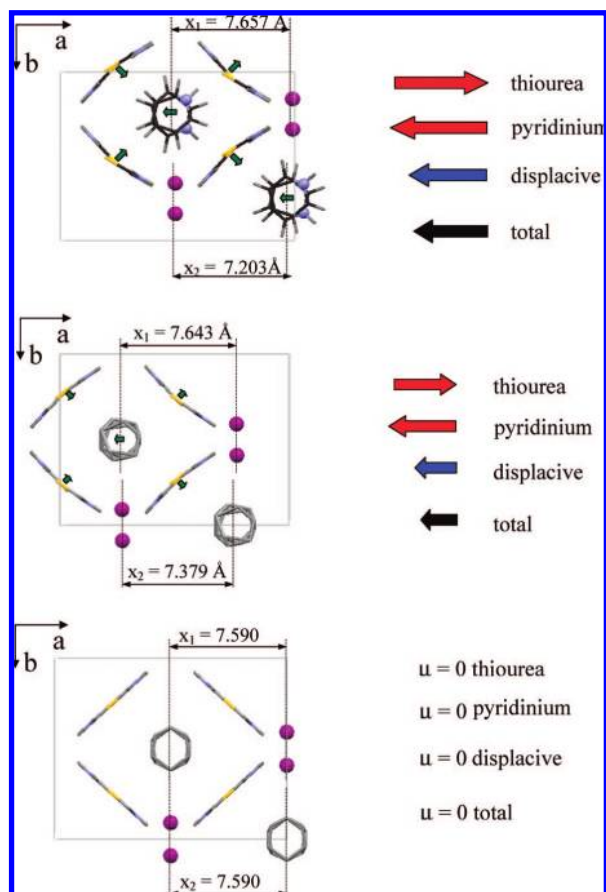 x₁ = 7.657 Å
a
b
thiourea
pyridinium
displacive
total
x₂ = 7.203Å
x₁ = 7.643 Å
a
b
thiourea
pyridinium
displacive
total
x₂ = 7.379 Å
x₁ = 7.590
a
b
μ = 0 thiourea
μ = 0 pyridinium
μ = 0 displacive
μ = 0 total
x₂ = 7.590